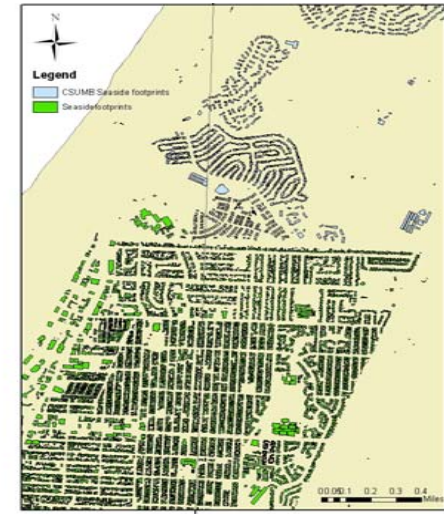 N
Legend
CSUMB Seaside footprints
Seasidefootprints
0.2 0.3 0.4
Miles